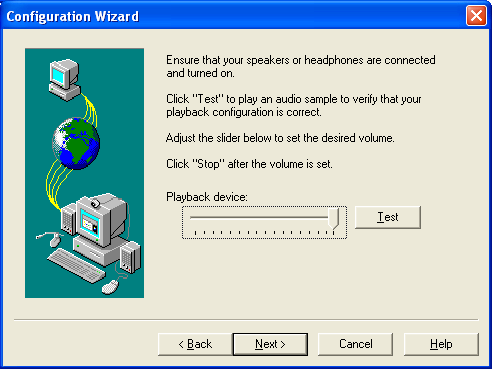 Configuration Wizard
Ensure that your speakers or headphones are connected
and turned on.
Click "Test" to play an audio sample to verify that your
playback configuration is correct.
Adjust the slider below to set the desired volume.
Click "Stop" after the volume is set.
Playback device:
Test
< Back
Next >
Cancel
Help